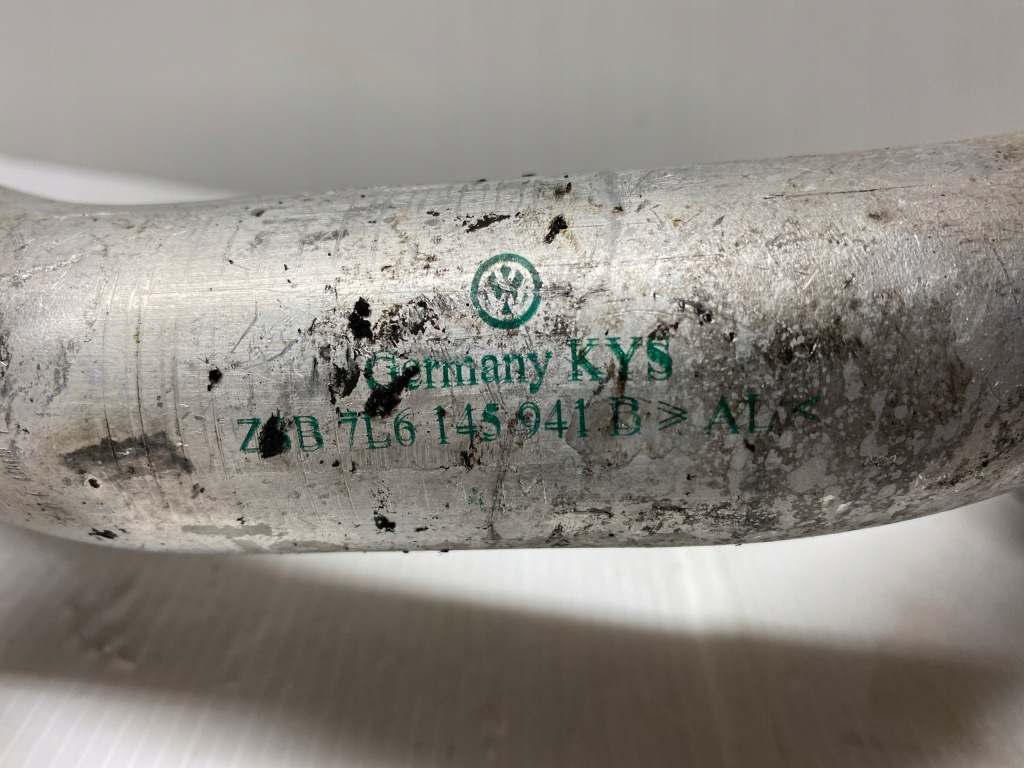 Germany KYS
ZSB 7L6 145 941 B > AL <